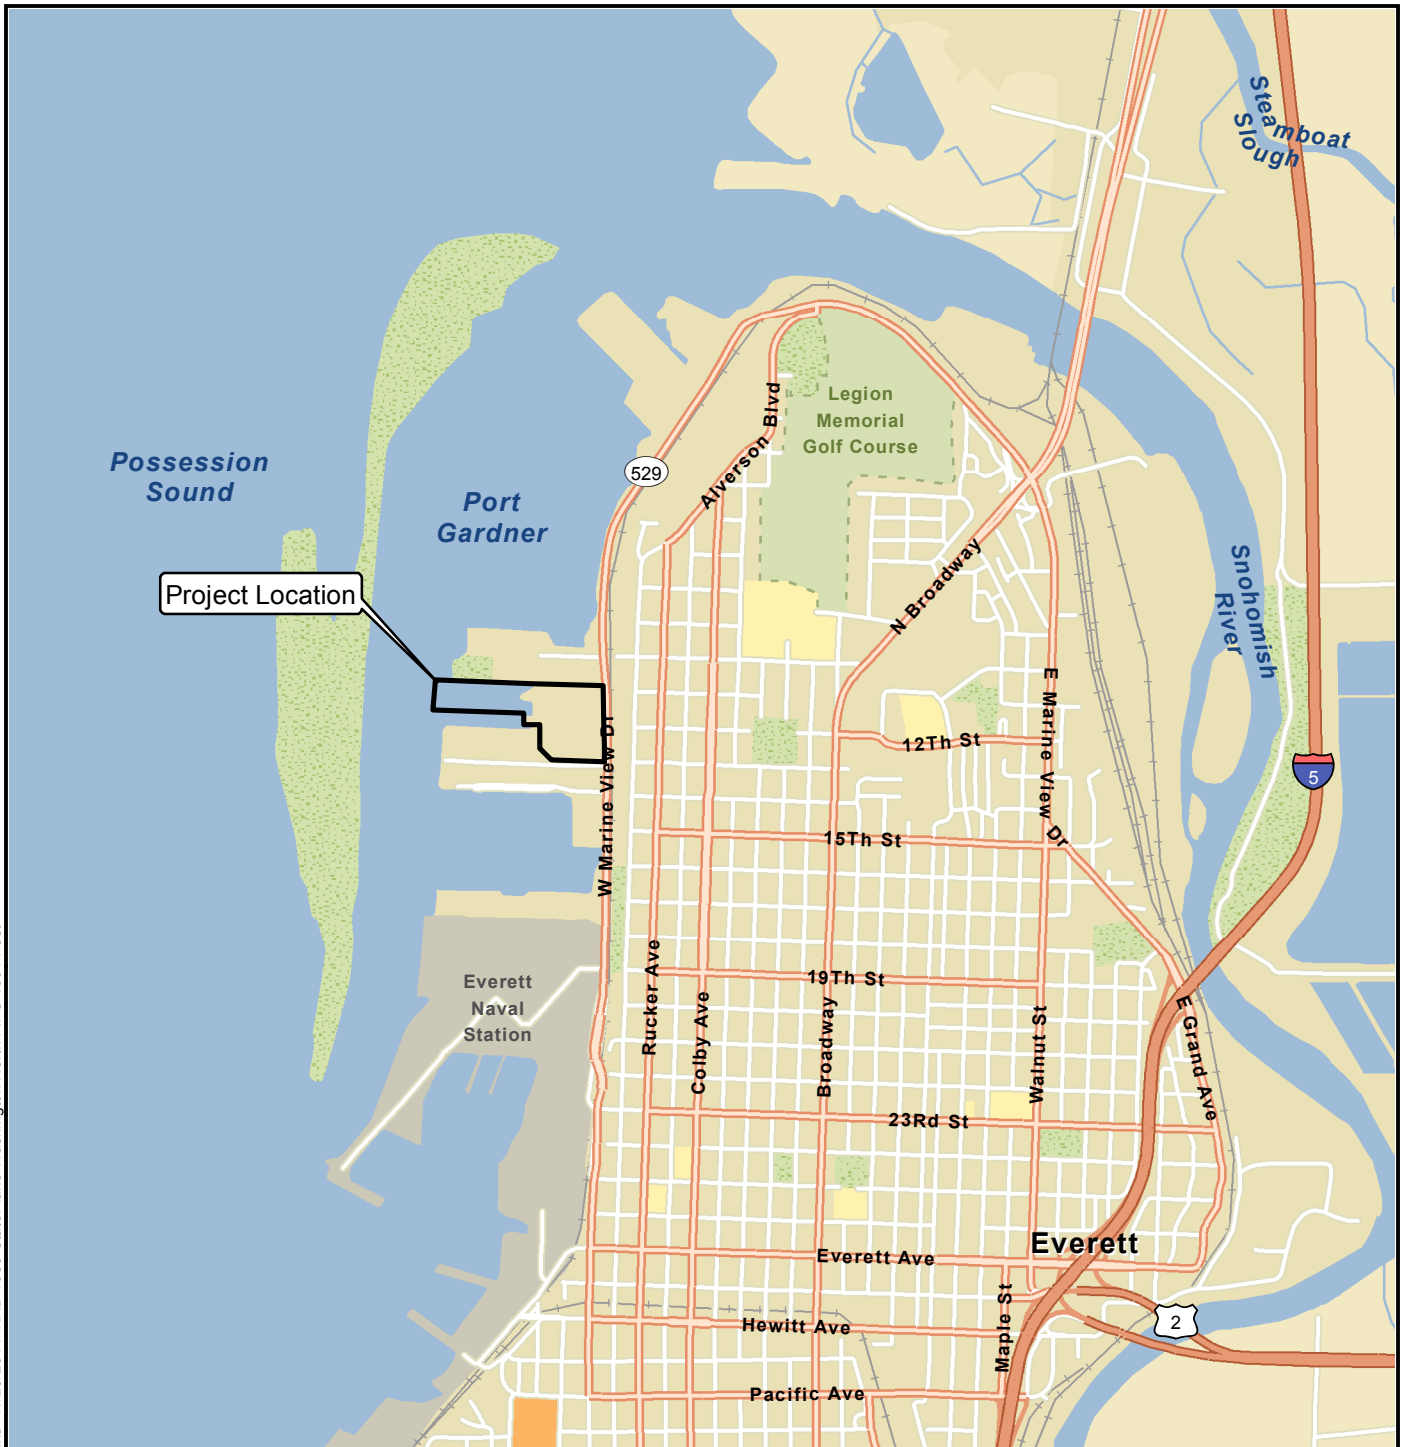 Steamboat
Slough
Legion
Memorial
Golf Course
Alverson Blvd
Possession
Sound
529
Port
Gardner
N Broadway
Snohomish
River
Project Location
E Marine View Dr
W Marine View Dr
12Th St
5
15Th St
Rucker Ave
19Th St
Everett
Naval
Station
Colby Ave
Broadway
Walnut St
E Grand Ave
23Rd St
Everett
Everett Ave
Maple St
2
Hewitt Ave
Pacific Ave